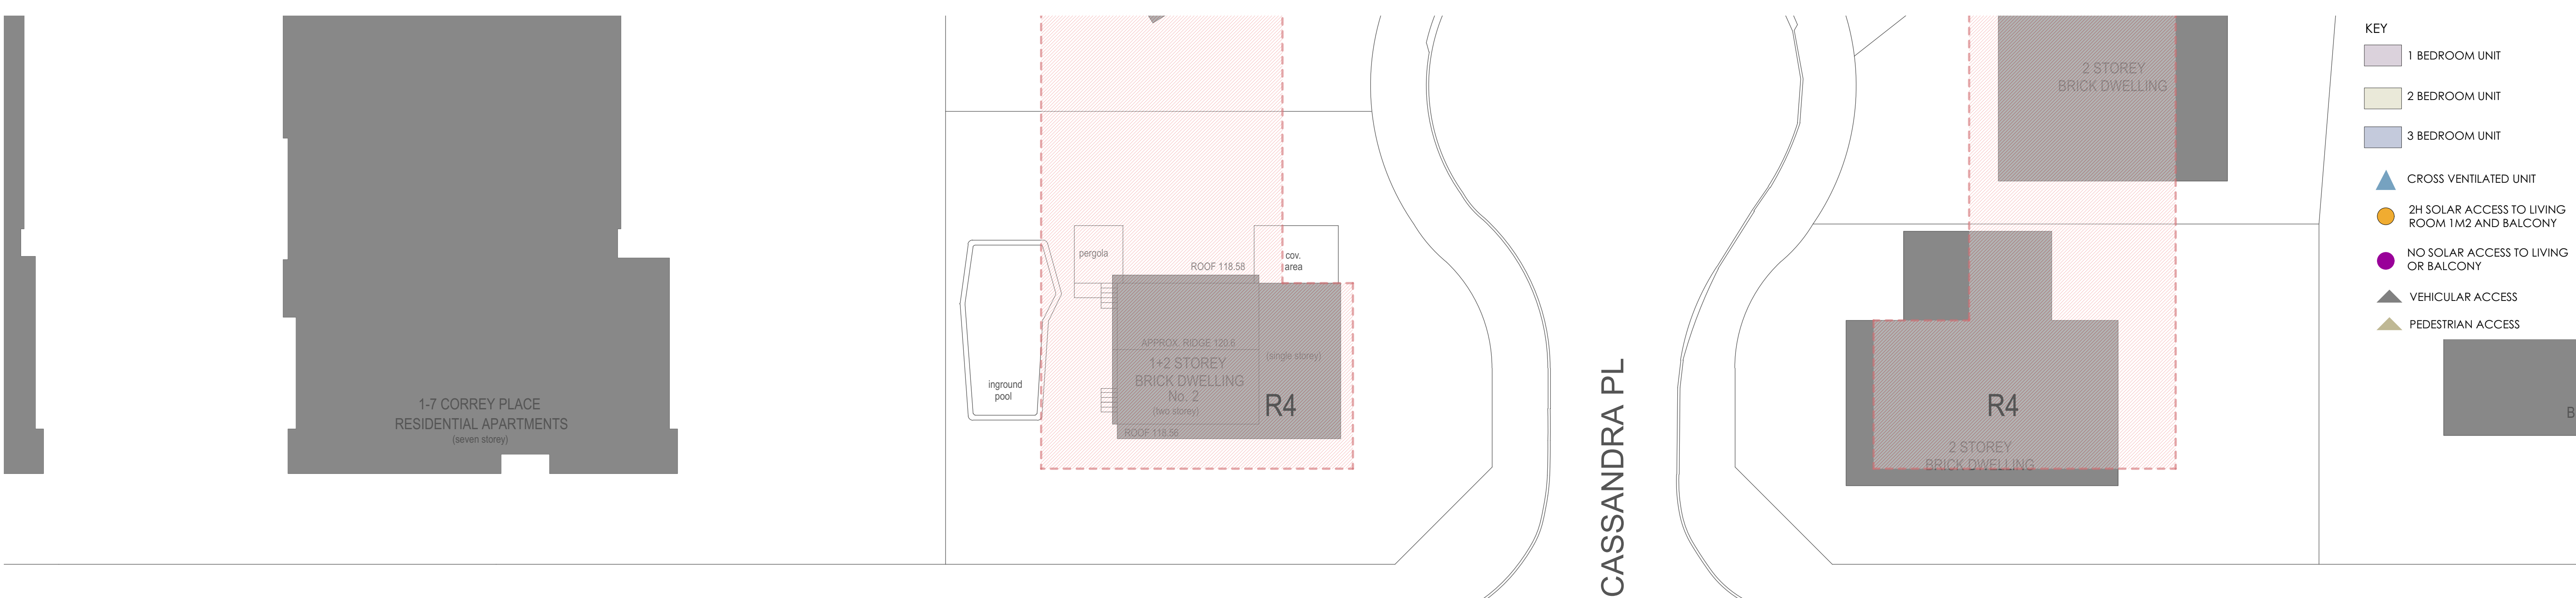 1-7 CORREY PLACE
RESIDENTIAL APARTMENTS
(seven storey)
inground
pool
pergola
ROOF 118.58
cov.
area
APPROX. RIDGE 120.6
(single storey)
1+2 STOREY
BRICK DWELLING
No. 2
(two storey)
R4
ROOF 118.56
CASSANDRA PL
2 STOREY
BRICK DWELLING
R4
2 STOREY
BRICK DWELLING
KEY
1 BEDROOM UNIT
2 BEDROOM UNIT
3 BEDROOM UNIT
CROSS VENTILATED UNIT
2H SOLAR ACCESS TO LIVING
ROOM 1M2 AND BALCONY
NO SOLAR ACCESS TO LIVING
OR BALCONY
VEHICULAR ACCESS
PEDESTRIAN ACCESS
B